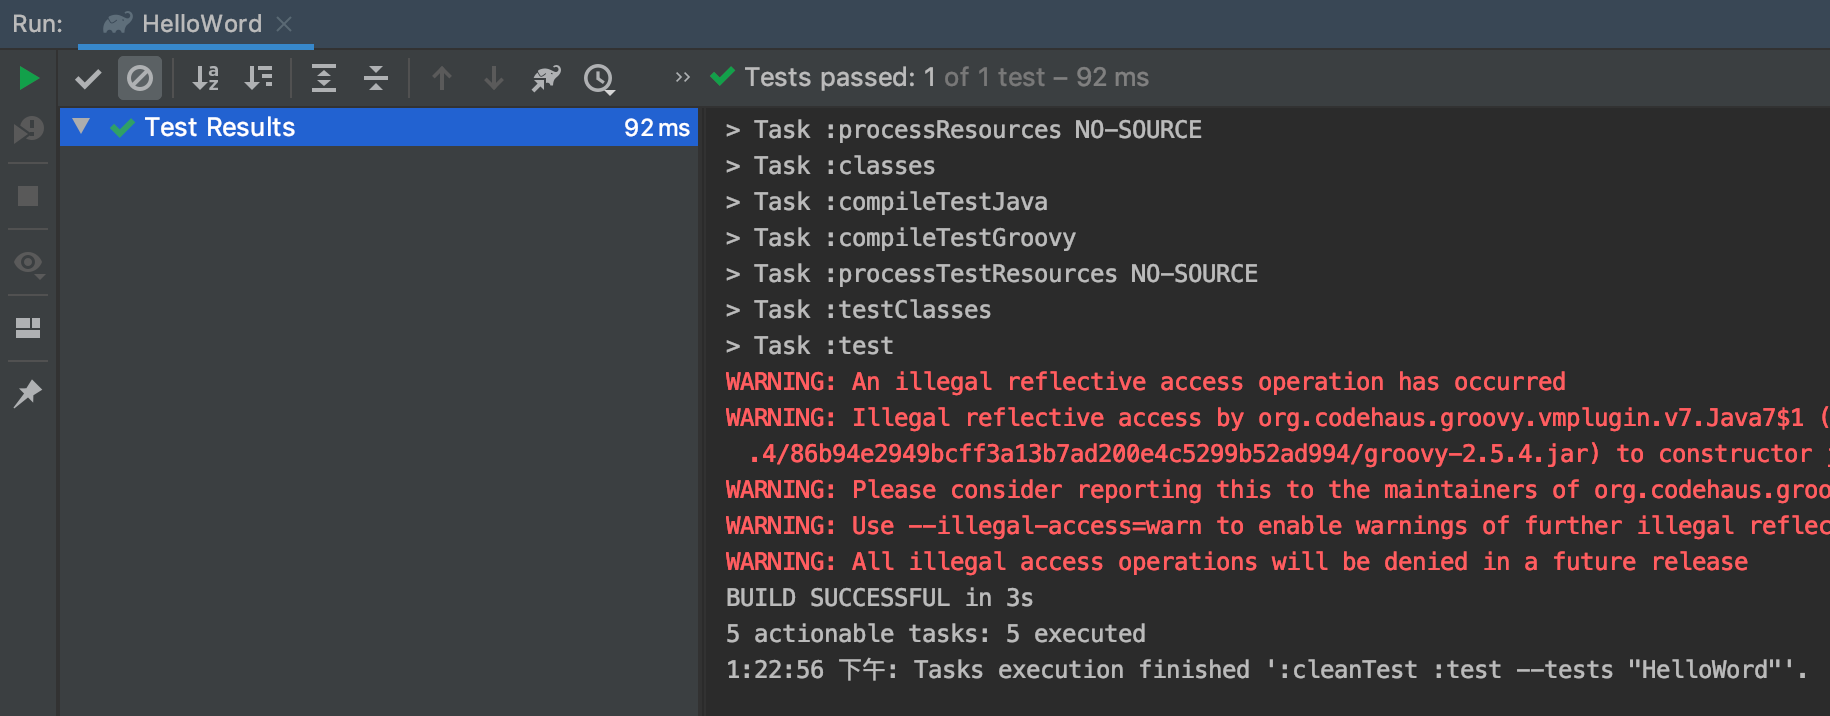 Run: HelloWord
Tests passed: 1 of 1 test – 92 ms
Test Results 92 ms
> Task :processResources NO-SOURCE
> Task :classes
> Task :compileTestJava
> Task :compileTestGroovy
> Task :processTestResources NO-SOURCE
> Task :testClasses
> Task :test
WARNING: An illegal reflective access operation has occurred
WARNING: Illegal reflective access by org.codehaus.groovy.vmplugin.v7.Java7$1 (
.4/86b94e2949bcff3a13b7ad200e4c5299b52ad994/groovy-2.5.4.jar) to constructor
WARNING: Please consider reporting this to the maintainers of org.codehaus.groo
WARNING: Use --illegal-access=warn to enable warnings of further illegal reflec
WARNING: All illegal access operations will be denied in a future release
BUILD SUCCESSFUL in 3s
5 actionable tasks: 5 executed
1:22:56 下午: Tasks execution finished ':cleanTest :test --tests "HelloWord"'.